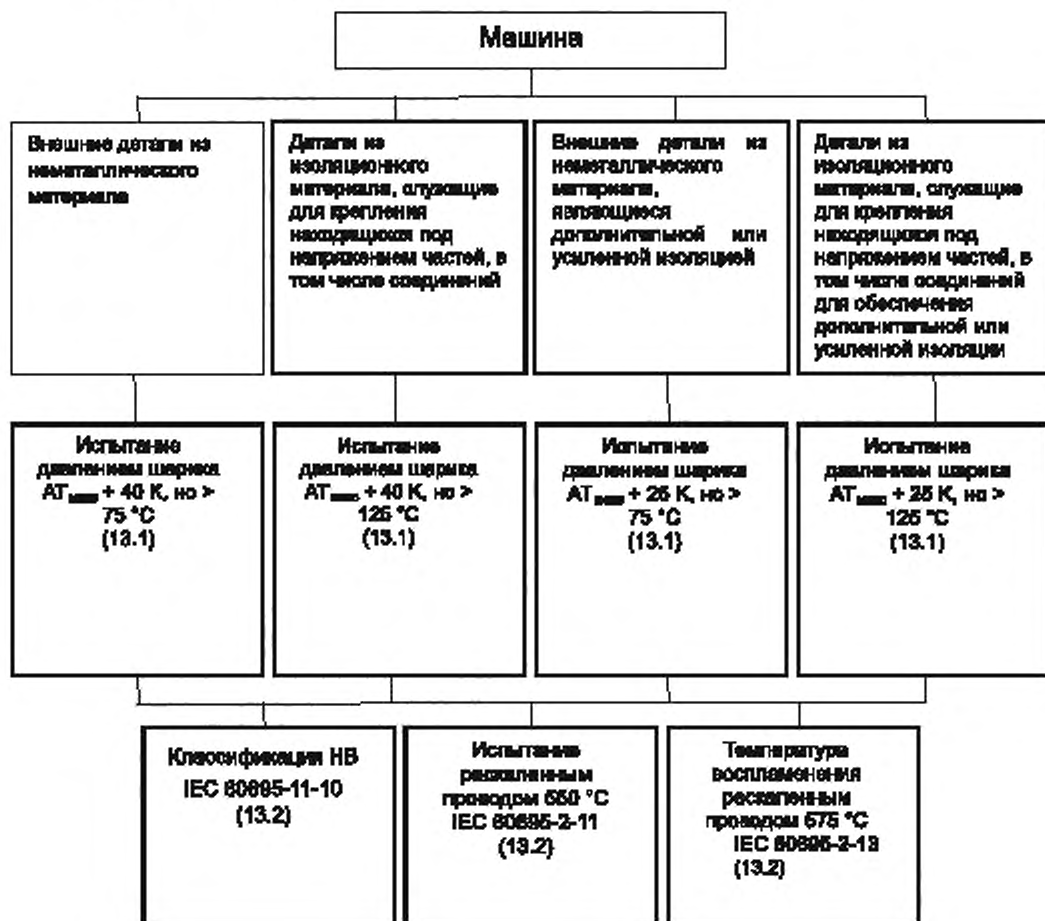 Машина
Внешние детали из
неметаллического
материала
Детали из
изоляционного
материала, служащие
для крепления
находящихся под
напряжением частей, в
том числе соединений
Внешние детали из
неметаллического
материала,
являющиеся
дополнительной или
усиленной изоляцией
Детали из
изоляционного
материала, служащие
для крепления
находящихся под
напряжением частей, в
том числе соединений
для обеспечения
дополнительной или
усиленной изоляции
Испытание
давлением шарика
АТмакс + 40 K, но >
75 °C
(13.1)
Испытание
давлением шарика
АТмакс + 40 K, но >
125 °C
(13.1)
Испытание
давлением шарика
АТмакс + 25 K, но >
75 °C
(13.1)
Испытание
давлением шарика
АТмакс + 25 K, но >
125 °C
(13.1)
Классификация HB
IEC 60695-11-10
(13.2)
Испытание
раскаленным
проводом 550 °C
IEC 60695-2-11
(13.2)
Температура
воспламенения
раскаленным
проводом 575 °C
IEC 60695-2-13
(13.2)